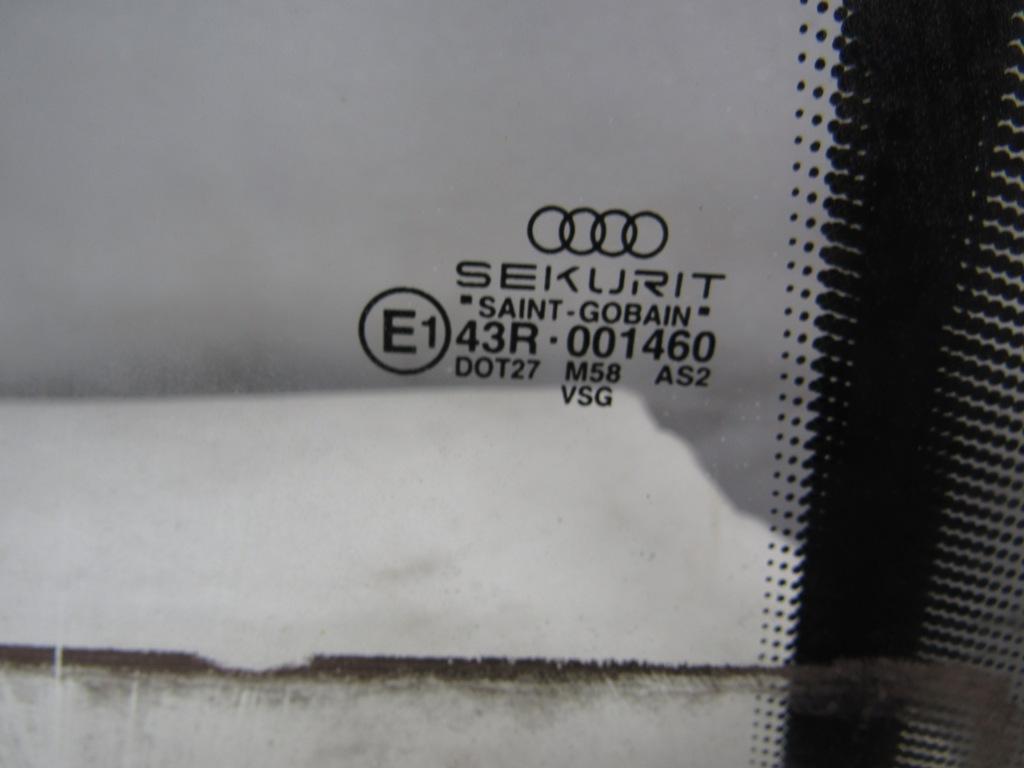 SEKURIT
"SAINT-GOBAIN"
E1 43R · 001460
DOT27 M58 AS2
VSG